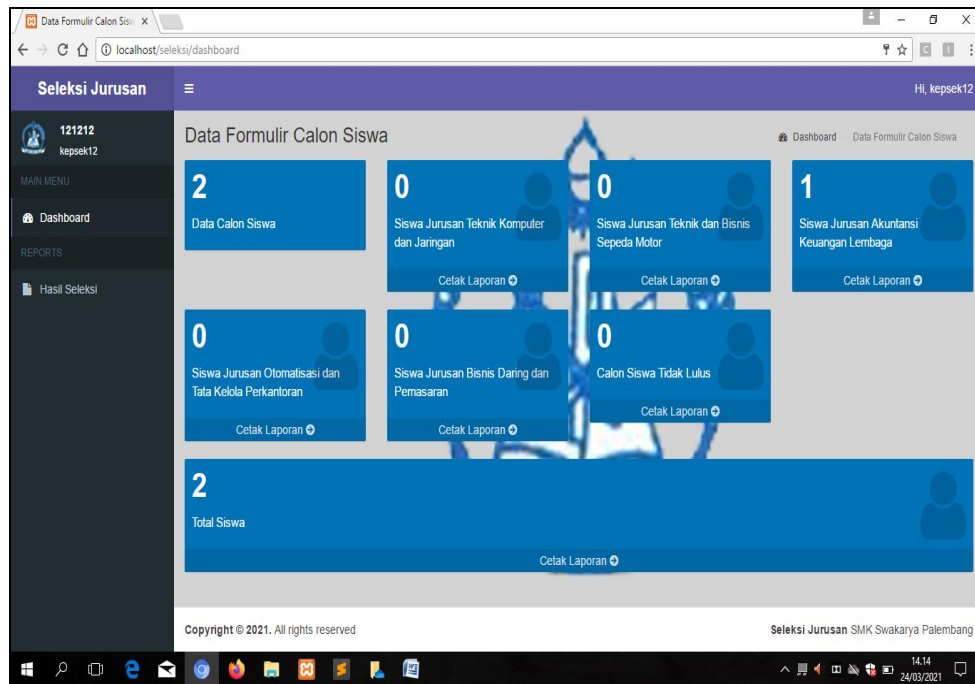 Data Formulir Calon Sisw
localhost/seleksi/dashboard
Seleksi Jurusan
Hi, kepsek12
121212
kepsek12
MAIN MENU
Dashboard
REPORTS
Hasil Seleksi
Data Formulir Calon Siswa
Dashboard
Data Formulir Calon Siswa
2
Data Calon Siswa
0
Siswa Jurusan Teknik Komputer
dan Jaringan
Cetak Laporan
0
Siswa Jurusan Teknik dan Bisnis
Sepeda Motor
Cetak Laporan
1
Siswa Jurusan Akuntansi
Keuangan Lembaga
Cetak Laporan
0
Siswa Jurusan Otomatisasi dan
Tata Kelola Perkantoran
Cetak Laporan
0
Siswa Jurusan Bisnis Daring dan
Pemasaran
Cetak Laporan
0
Calon Siswa Tidak Lulus
Cetak Laporan
2
Total Siswa
Cetak Laporan
Copyright © 2021. All rights reserved
Seleksi Jurusan SMK Swakarya Palembang
14.14
24/03/2021